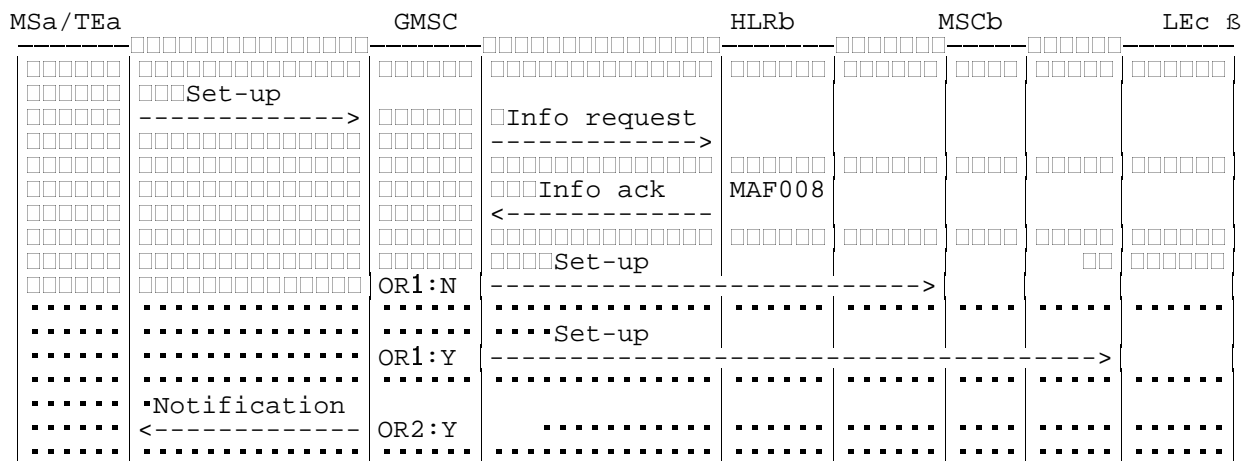 MSa/TEa GMSC HLRb MSCb LEc ß
Set-up
-------------> Info request
------------->
Info ack MAF008
<-------------
Set-up
OR1:N --------------------------->
Set-up
OR1:Y -------------------------------------->
Notification
<------------- OR2:Y